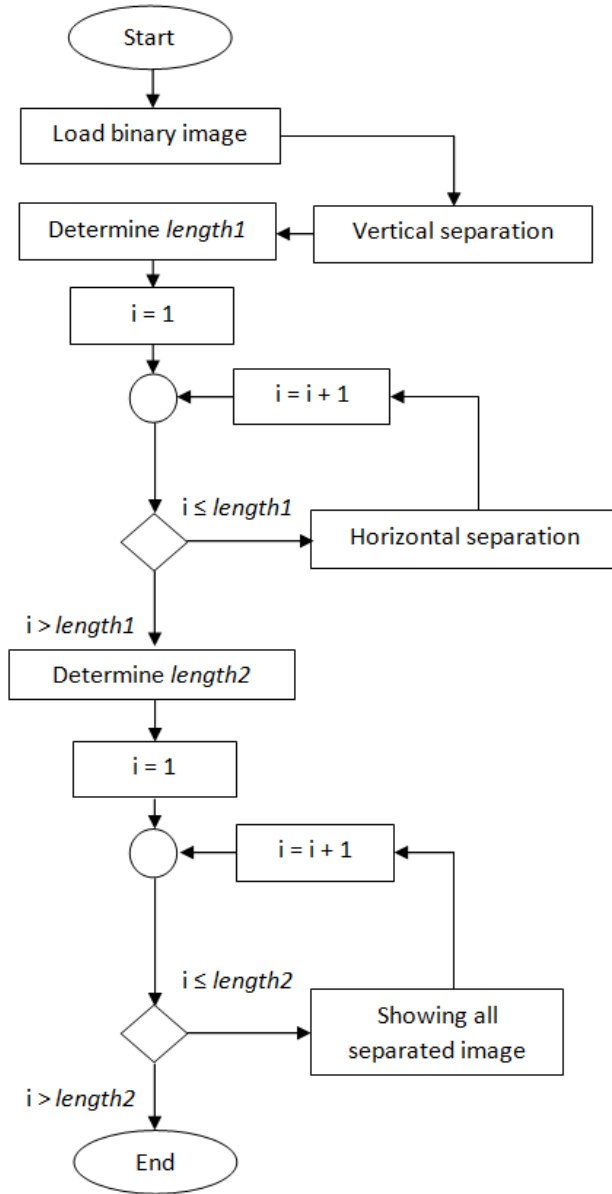 Start
Load binary image
Vertical separation
Determine length1
i = 1
i = i + 1
i ≤ length1
Horizontal separation
i > length1
Determine length2
i = 1
i = i + 1
i ≤ length2
Showing all
separated image
i > length2
End